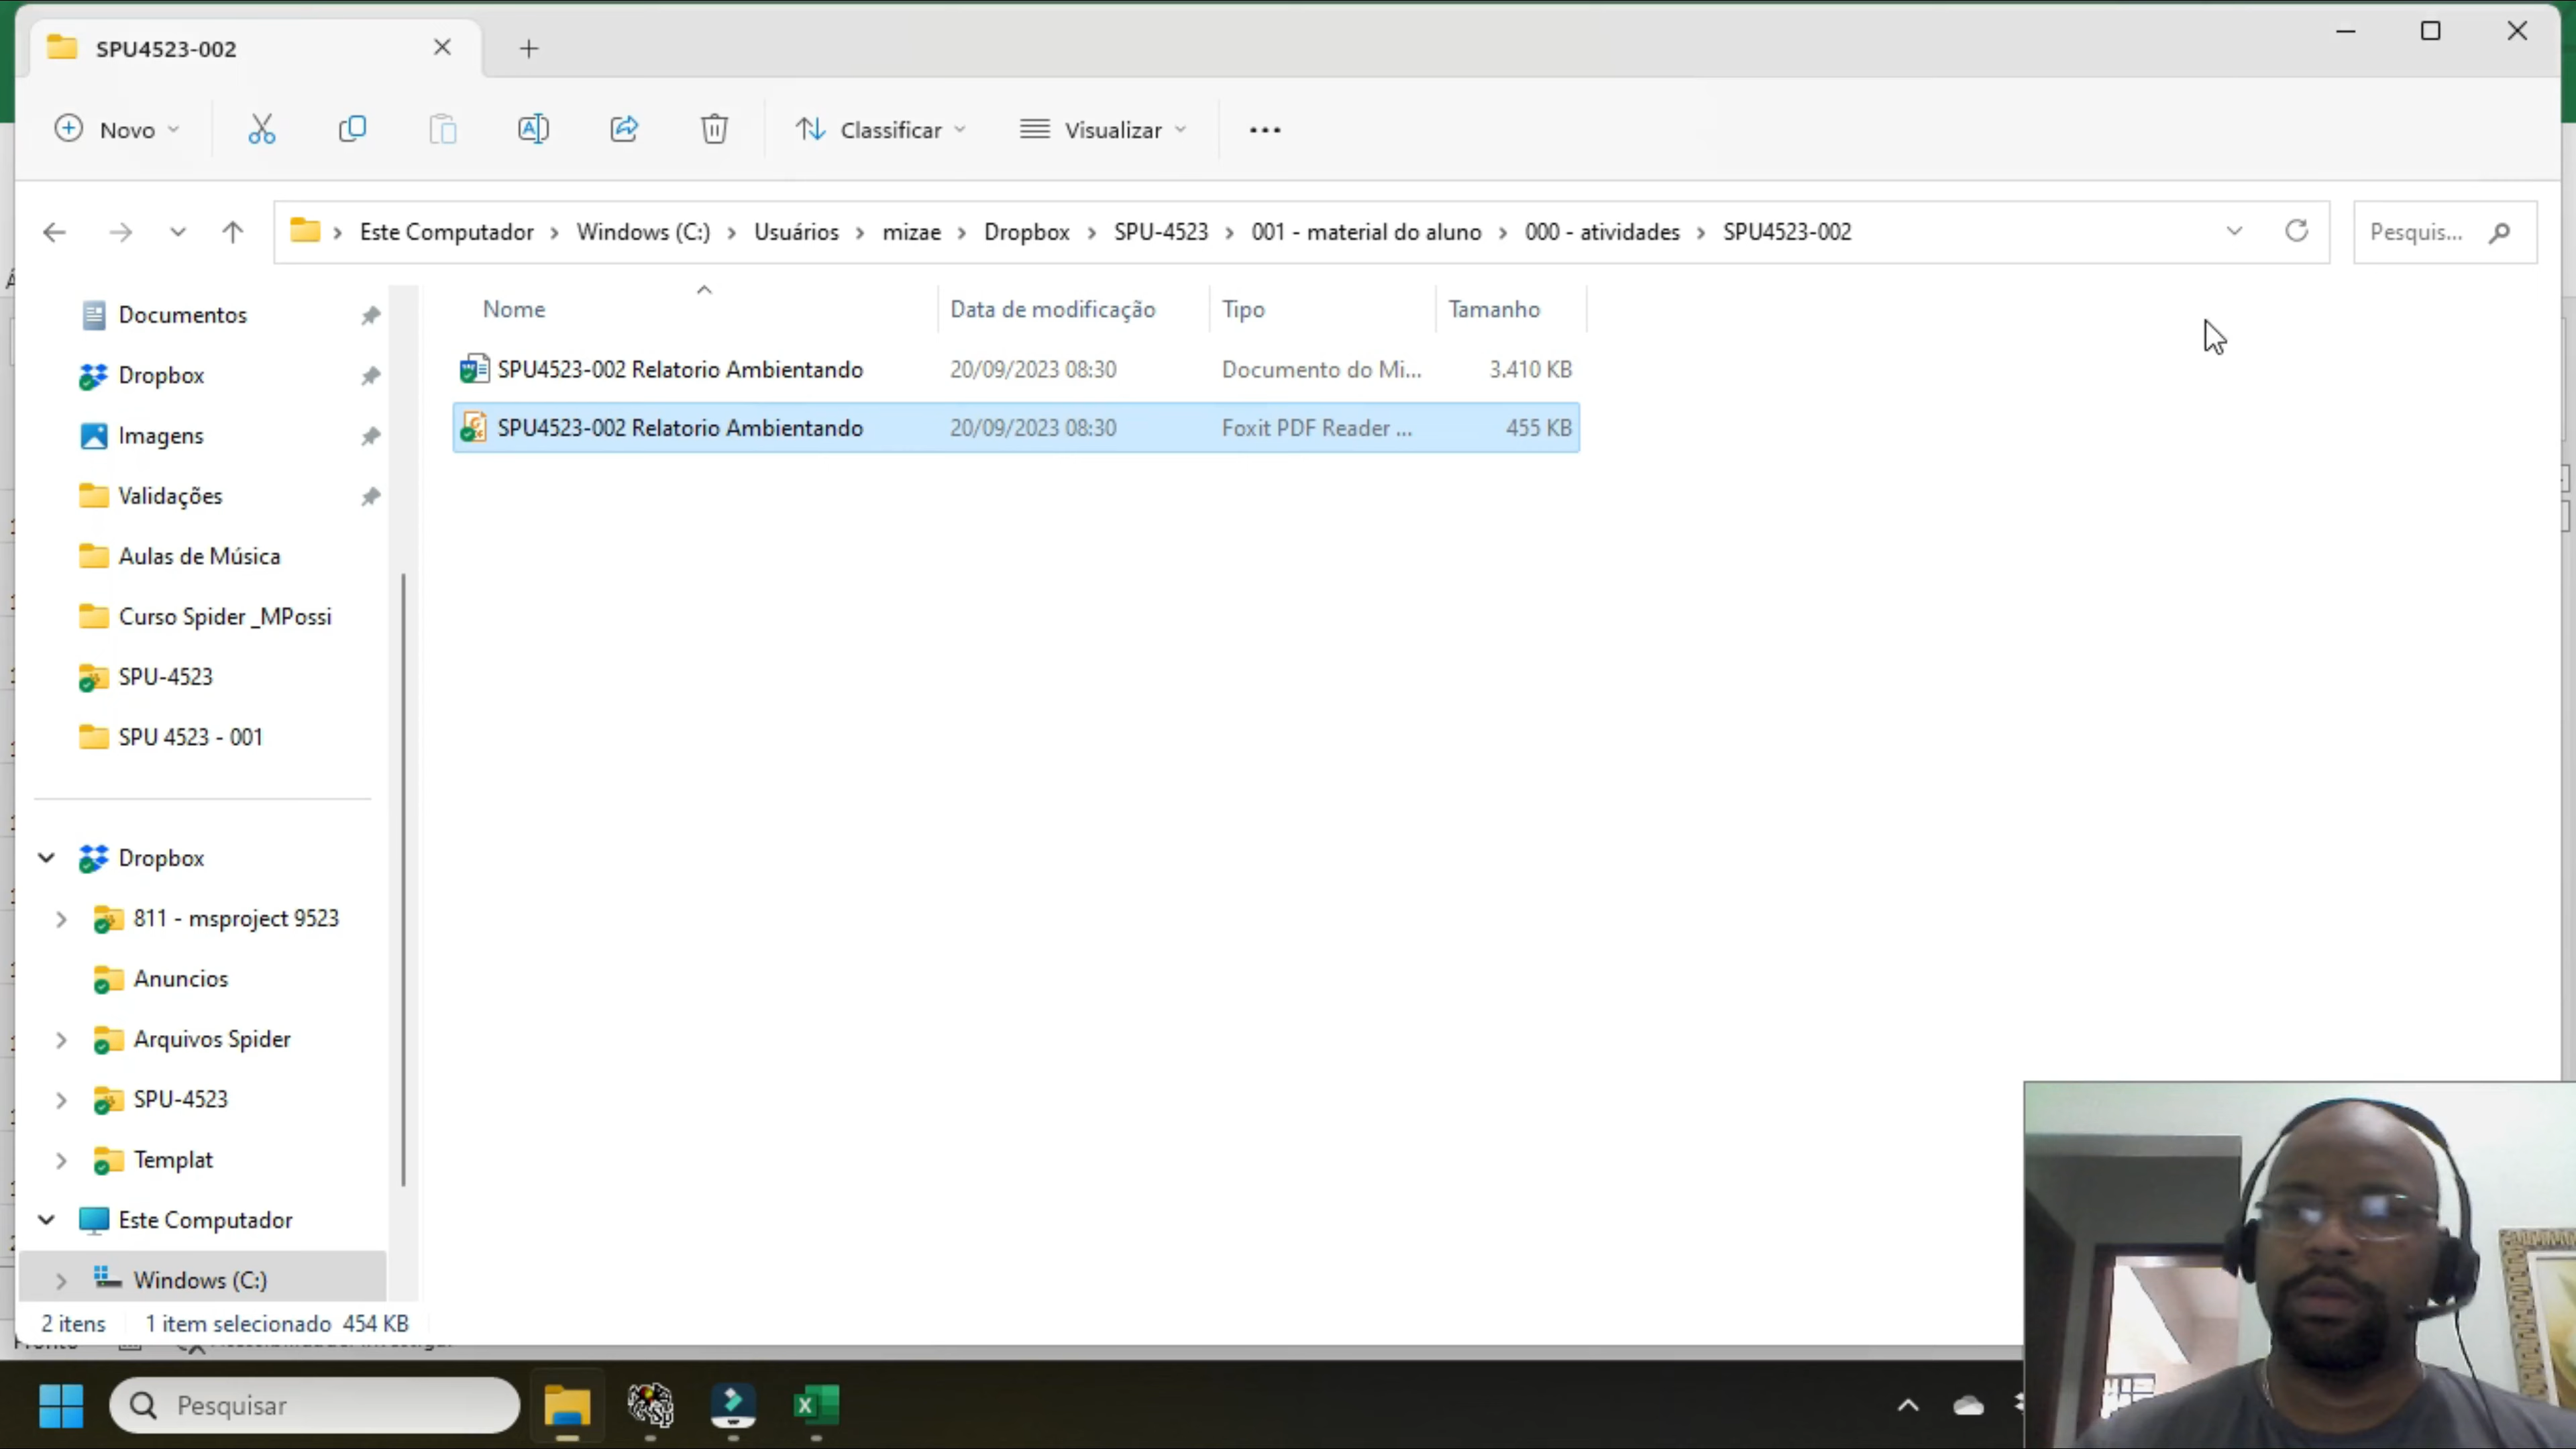 SPU4523-002
Novo
Classificar
Visualizar
Este Computador
Windows (C:)
Usuários
mizae
Dropbox
SPU-4523
001 - material do aluno
000 - atividades
SPU4523-002
Pesquis...
Nome
Data de modificação
Tipo
Tamanho
SPU4523-002 Relatorio Ambientando 20/09/2023 08:30 Documento do Mi... 3.410 KB
SPU4523-002 Relatorio Ambientando 20/09/2023 08:30 Foxit PDF Reader ... 455 KB
Documentos
Dropbox
Imagens
Validações
Aulas de Música
Curso Spider _MPossi
SPU-4523
SPU 4523 - 001
Dropbox
811 - msproject 9523
Anuncios
Arquivos Spider
SPU-4523
Templat
Este Computador
Windows (C:)
2 itens 1 item selecionado 454 KB
Pesquisar